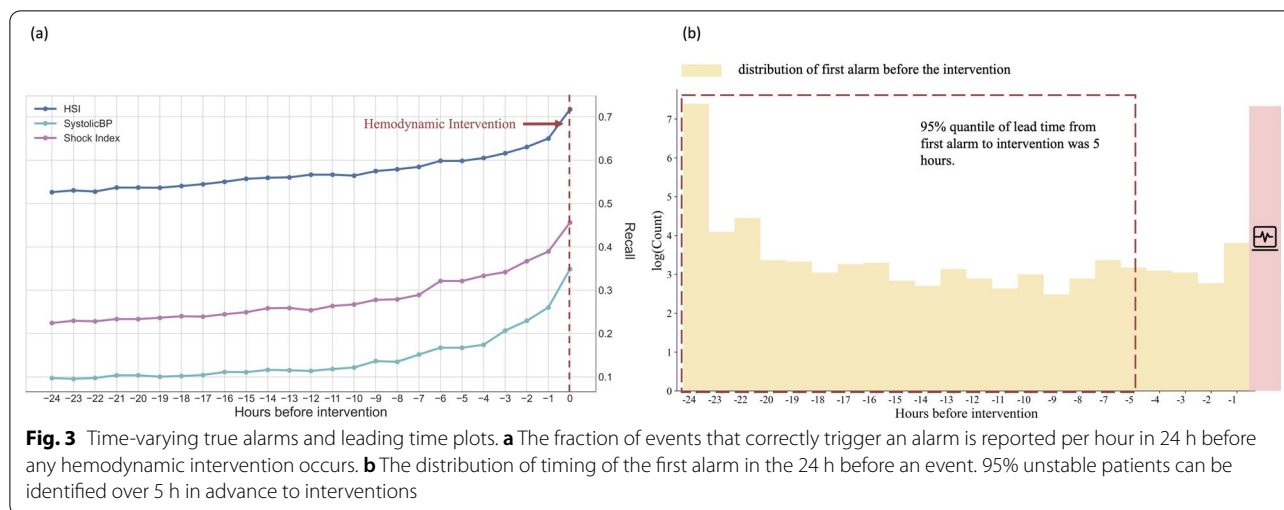 (a)
HSI
SystolicBP
Shock Index
Hemodynamic Intervention
0.7
0.6
0.5
0.4
0.3
0.2
0.1
Recall
−24 −23 −22 −21 −20 −19 −18 −17 −16 −15 −14 −13 −12 −11 −10 −9 −8 −7 −6 −5 −4 −3 −2 −1 0
Hours before intervention
(b)
distribution of first alarm before the intervention
95% quantile of lead time from
first alarm to intervention was 5
hours.
7
6
5
4
3
2
1
0
log(Count)
-24 -23 -22 -20 -19 -18 -17 -16 -15 -14 -13 -12 -11 -10 -9 -8 -7 -5 -4 -3 -2 -1
Hours before intervention
Fig. 3 Time-varying true alarms and leading time plots. a The fraction of events that correctly trigger an alarm is reported per hour in 24 h before
any hemodynamic intervention occurs. b The distribution of timing of the first alarm in the 24 h before an event. 95% unstable patients can be
identified over 5 h in advance to interventions